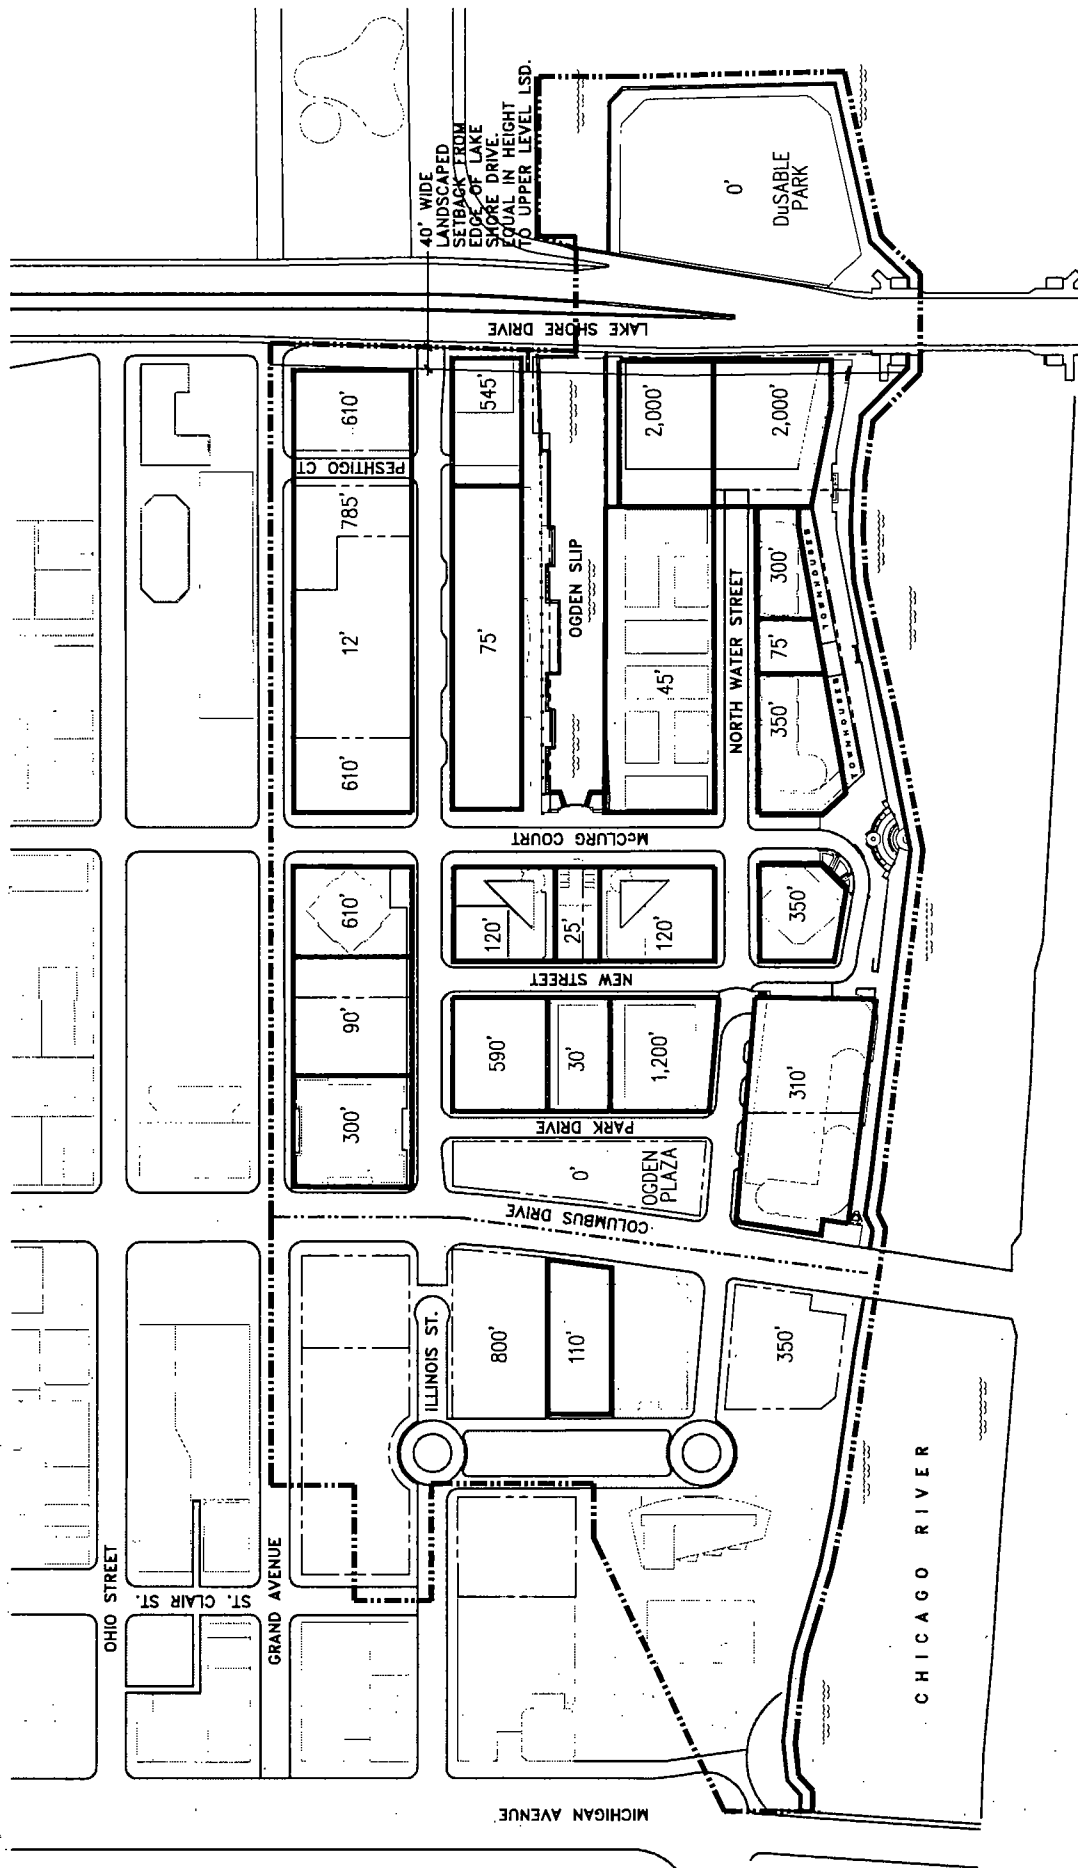 40' WIDE
LANDSCAPED
SETBACK FROM
EDGE OF LAKE
SHORE DRIVE.
EQUAL IN HEIGHT
TO UPPER LEVEL LSD.
0'
DuSABLE
PARK
LAKE SHORE DRIVE
610'
545'
2,000'
2,000'
PESHTIGO CT
785'
12'
610'
75'
OGDEN SLIP
45'
NORTH WATER STREET
300'
75'
350'
TOWNHOUSES
TOWNHOUSES
McCLURG COURT
610'
90'
300'
120'
25'
120'
350'
NEW STREET
590'
30'
1,200'
310'
PARK DRIVE
0'
OGDEN
PLAZA
COLUMBUS DRIVE
ILLINOIS ST.
800'
110'
350'
OHIO STREET
ST. CLAIR ST.
GRAND AVENUE
CHICAGO RIVER
MICHIGAN AVENUE